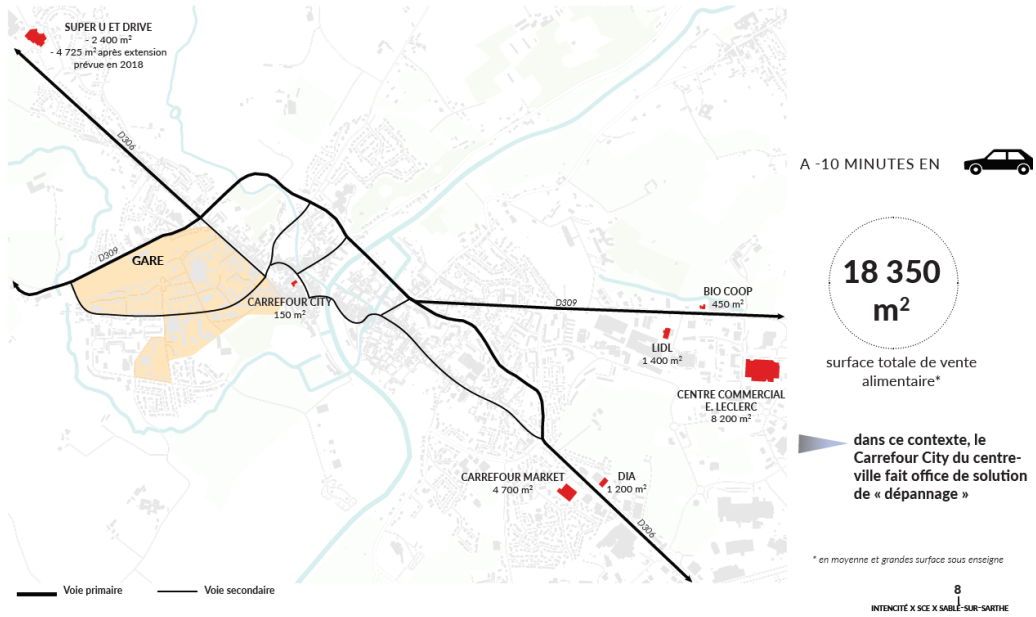 SUPER U ET DRIVE
- 2 400 m²
- 4 725 m² après extension
prévue en 2018
D306
D309
GARE
CARREFOUR CITY
150 m²
D309
BIO COOP
450 m²
LIDL
1 400 m²
CENTRE COMMERCIAL
E. LECLERC
8 200 m²
CARREFOUR MARKET
4 700 m²
DIA
1 200 m²
D306
Voie primaire
Voie secondaire
A -10 MINUTES EN
18 350
m²
surface totale de vente
alimentaire*
dans ce contexte, le
Carrefour City du centre-
ville fait office de solution
de « dépannage »
* en moyenne et grandes surface sous enseigne
8
INTENCITÉ X SCE X SABLÉ-SUR-SARTHE